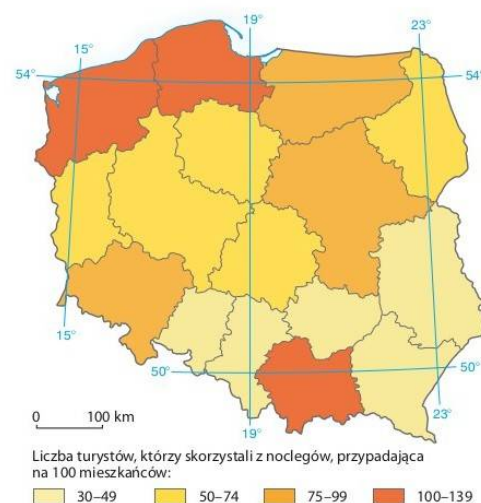 15°
19°
23°
54°
54°
15°
50°
50°
23°
19°
0 100 km
Liczba turystów, którzy skorzystali z noclegów, przypadająca
na 100 mieszkańców:
30–49 50–74 75–99 100–139